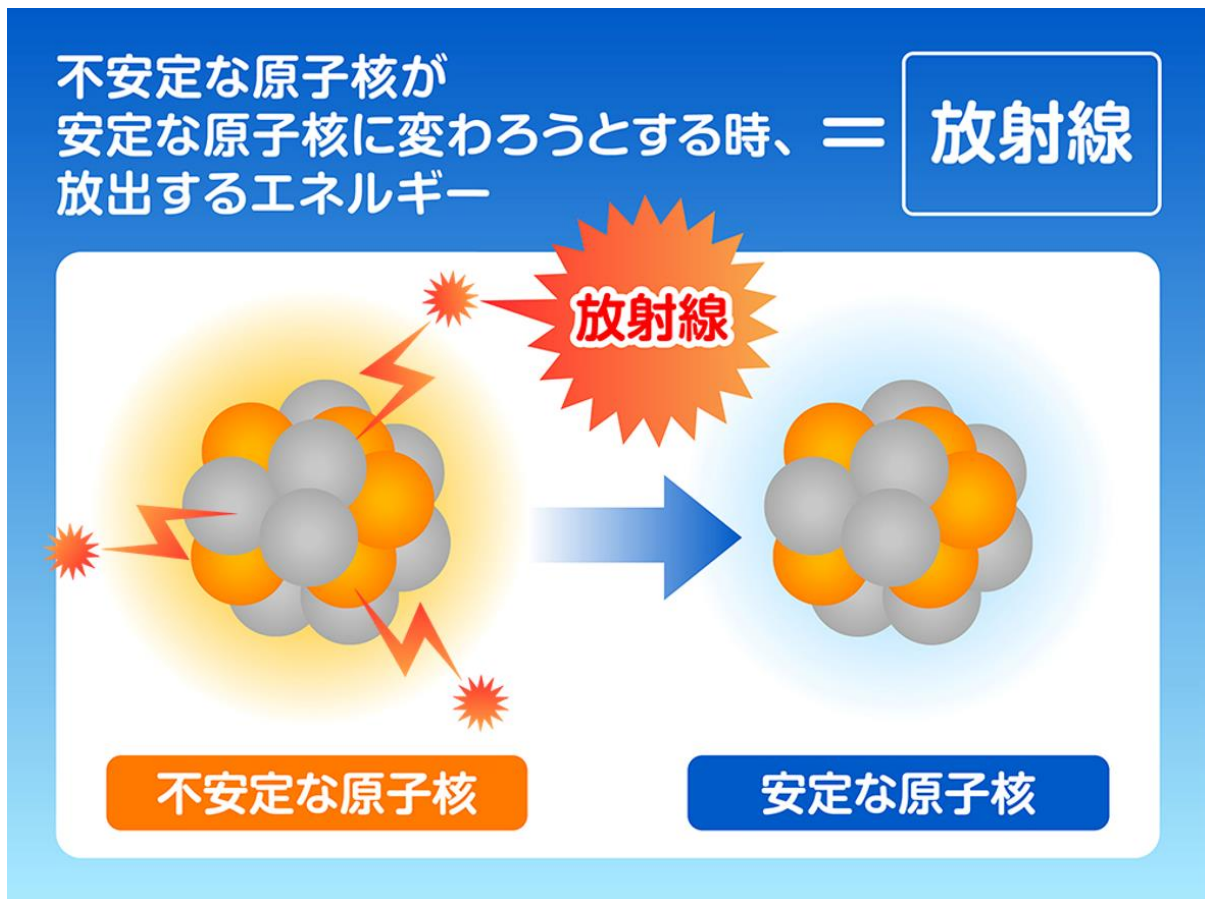 不安定な原子核が
安定な原子核に変わろうとする時、
放出するエネルギー
＝
放射線
放射線
不安定な原子核
安定な原子核